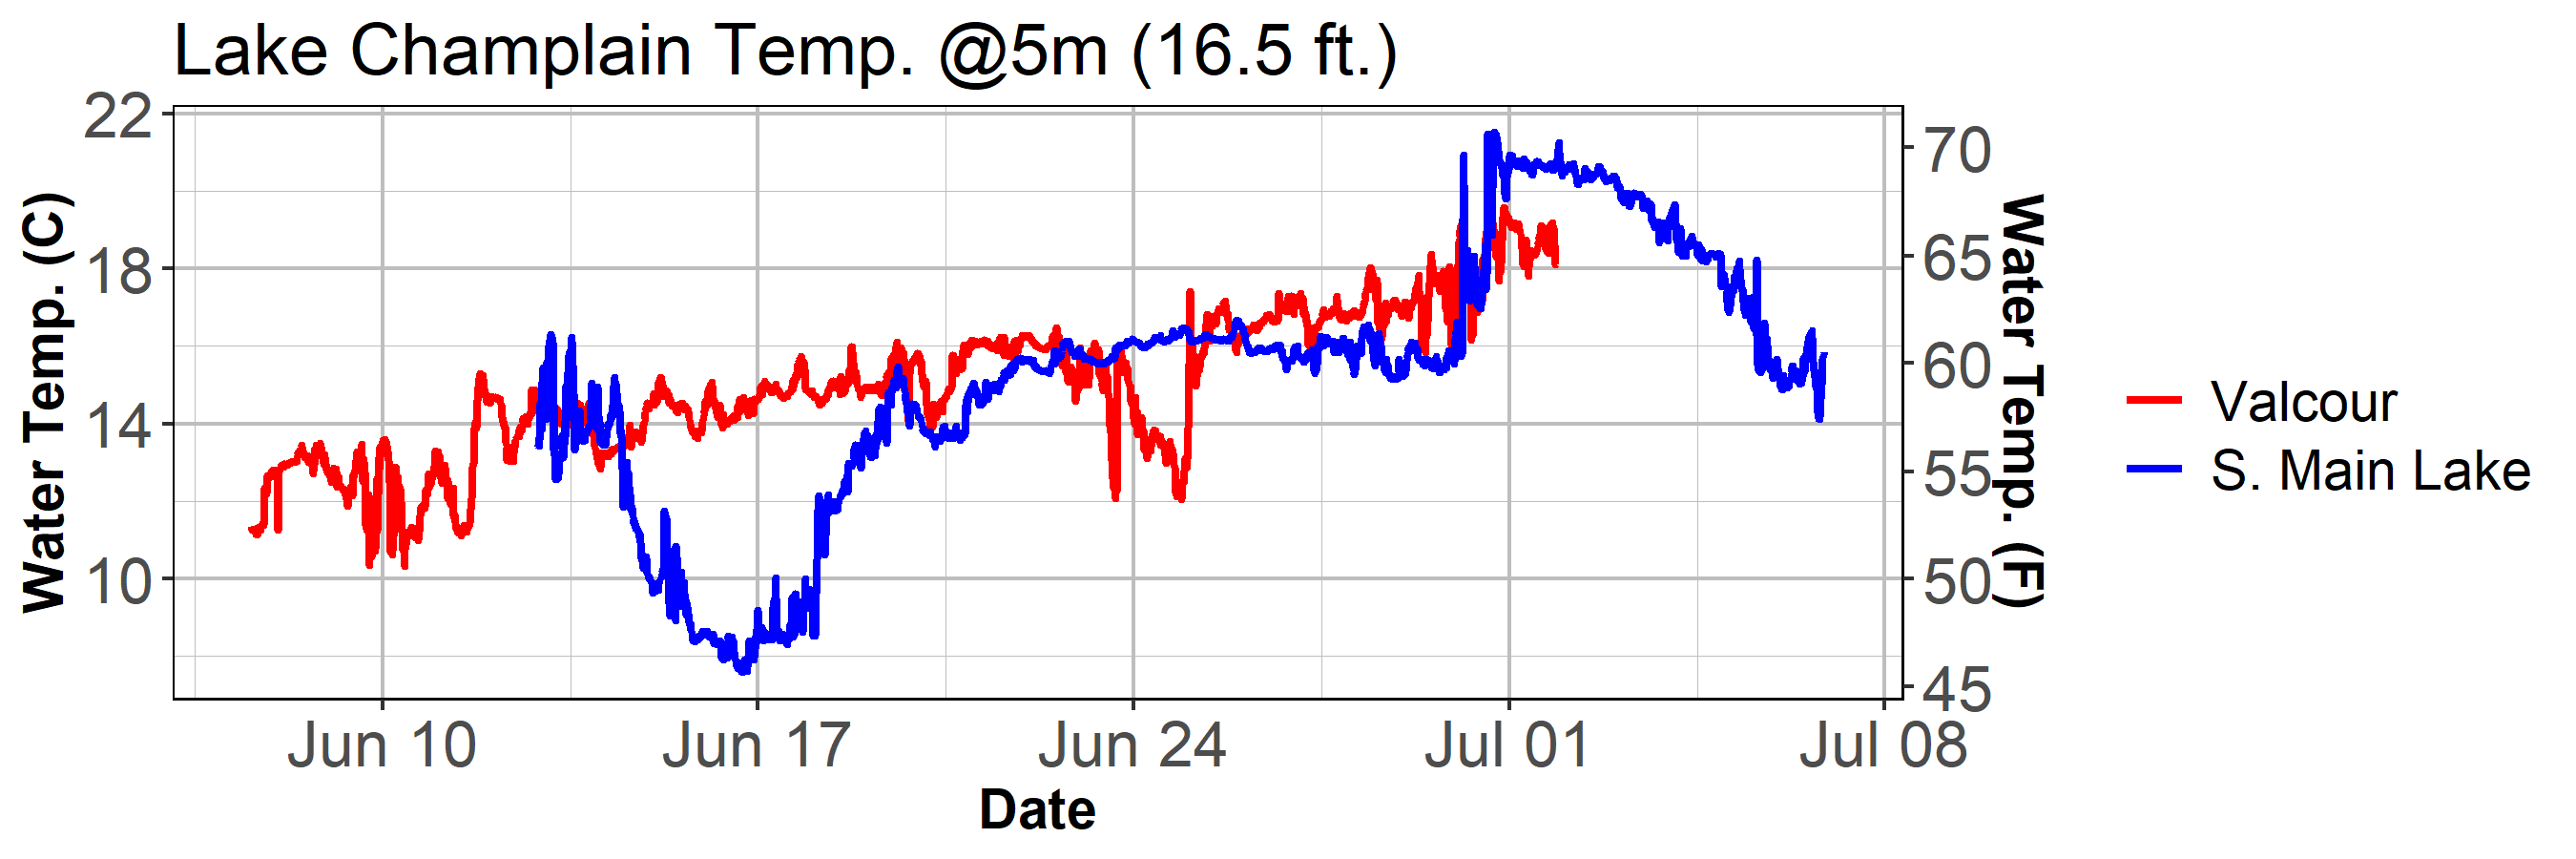 Lake Champlain Temp. @5m (16.5 ft.)
Water Temp. (C)
22
18
14
10
70
65
60
55
50
45
Water Temp. (F)
Jun 10
Jun 17
Jun 24
Jul 01
Jul 08
Date
Valcour
S. Main Lake